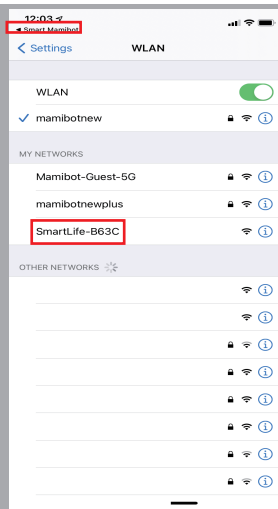 12:03
◀ Smart Mamibot
Settings WLAN
WLAN
mamibotnew
MY NETWORKS
Mamibot-Guest-5G
mamibotnewplus
SmartLife-B63C
OTHER NETWORKS